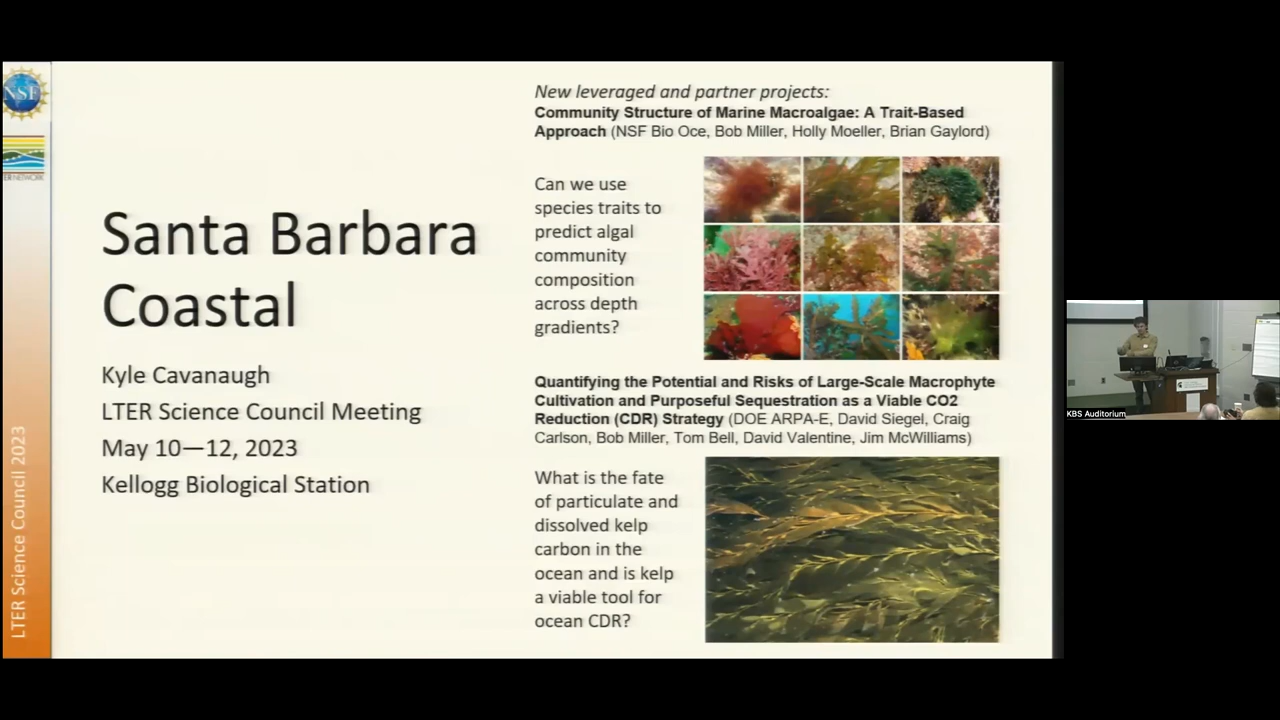 NSF
ER NETWORK
LTER Science Council 2023
Santa Barbara
Coastal
Kyle Cavanaugh
LTER Science Council Meeting
May 10—12, 2023
Kellogg Biological Station
New leveraged and partner projects:
Community Structure of Marine Macroalgae: A Trait-Based
Approach (NSF Bio Oce, Bob Miller, Holly Moeller, Brian Gaylord)
Can we use
species traits to
predict algal
community
composition
across depth
gradients?
Quantifying the Potential and Risks of Large-Scale Macrophyte
Cultivation and Purposeful Sequestration as a Viable CO2
Reduction (CDR) Strategy (DOE ARPA-E, David Siegel, Craig
Carlson, Bob Miller, Tom Bell, David Valentine, Jim McWilliams)
What is the fate
of particulate and
dissolved kelp
carbon in the
ocean and is kelp
a viable tool for
ocean CDR?
KBS Auditorium